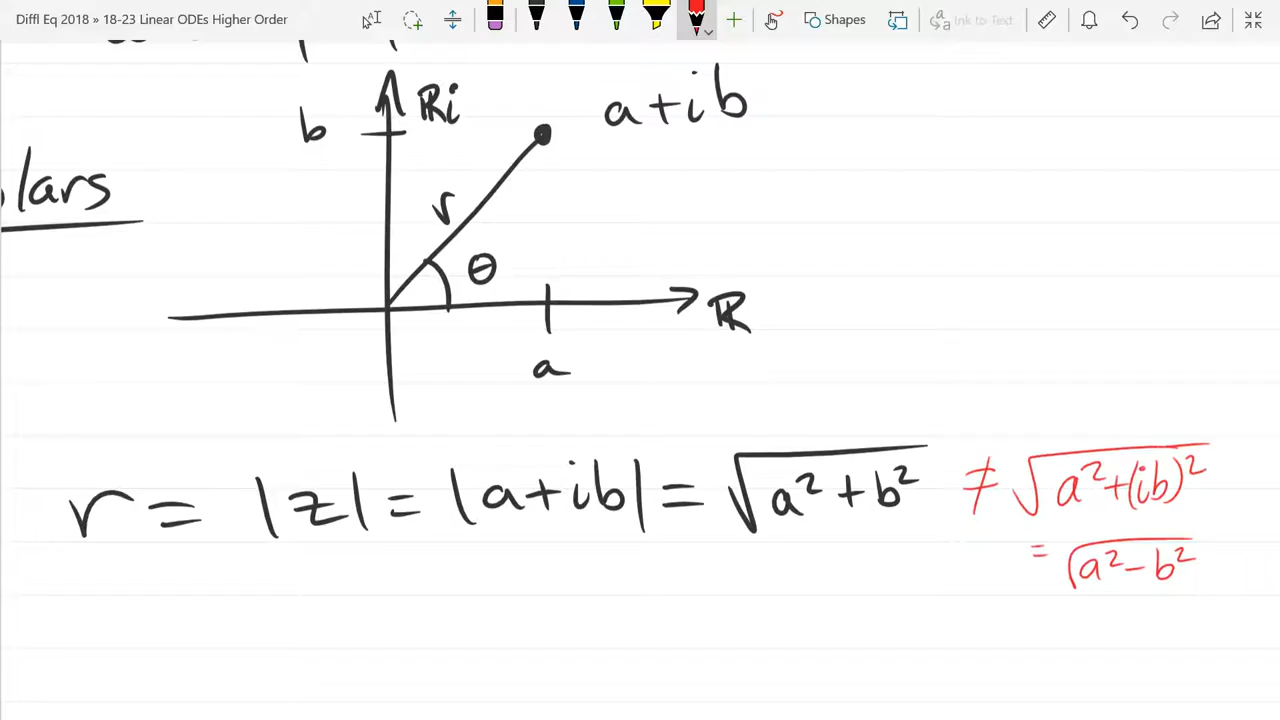 Diffl Eq 2018 » 18-23 Linear ODEs Higher Order
Shapes
Ink to Text
ℝi
a+ib
b
lars
r
θ
ℝ
a
r = |z| = |a+ib| = √(a²+b²) ≠ √(a²+(ib)²)
= √(a²−b²)